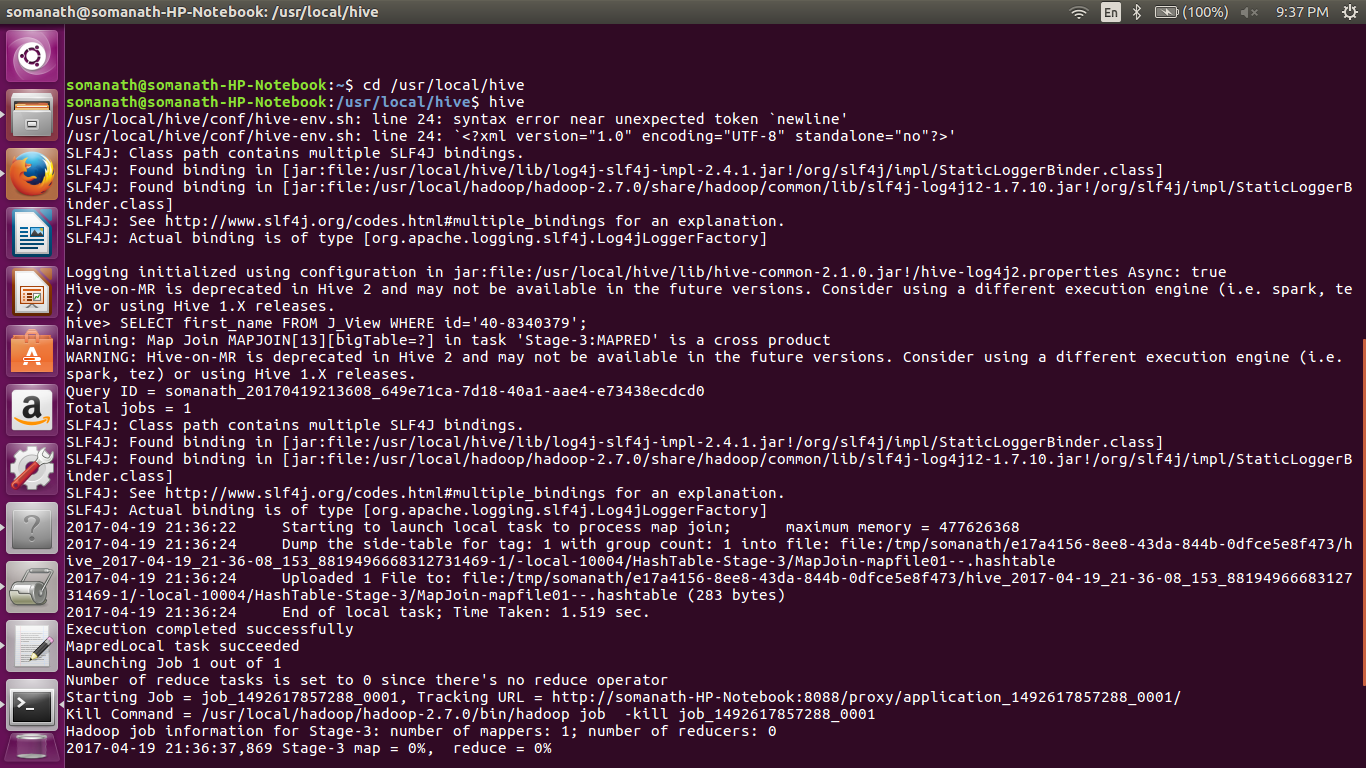 somanath@somanath-HP-Notebook: /usr/local/hive
En
(100%)
9:37 PM
somanath@somanath-HP-Notebook:~$ cd /usr/local/hive
somanath@somanath-HP-Notebook:/usr/local/hive$ hive
/usr/local/hive/conf/hive-env.sh: line 24: syntax error near unexpected token `newline'
/usr/local/hive/conf/hive-env.sh: line 24: `<?xml version="1.0" encoding="UTF-8" standalone="no"?>'
SLF4J: Class path contains multiple SLF4J bindings.
SLF4J: Found binding in [jar:file:/usr/local/hive/lib/log4j-slf4j-impl-2.4.1.jar!/org/slf4j/impl/StaticLoggerBinder.class]
SLF4J: Found binding in [jar:file:/usr/local/hadoop/hadoop-2.7.0/share/hadoop/common/lib/slf4j-log4j12-1.7.10.jar!/org/slf4j/impl/StaticLoggerB
inder.class]
SLF4J: See http://www.slf4j.org/codes.html#multiple_bindings for an explanation.
SLF4J: Actual binding is of type [org.apache.logging.slf4j.Log4jLoggerFactory]
Logging initialized using configuration in jar:file:/usr/local/hive/lib/hive-common-2.1.0.jar!/hive-log4j2.properties Async: true
Hive-on-MR is deprecated in Hive 2 and may not be available in the future versions. Consider using a different execution engine (i.e. spark, te
z) or using Hive 1.X releases.
hive> SELECT first_name FROM J_View WHERE id='40-8340379';
Warning: Map Join MAPJOIN[13][bigTable=?] in task 'Stage-3:MAPRED' is a cross product
WARNING: Hive-on-MR is deprecated in Hive 2 and may not be available in the future versions. Consider using a different execution engine (i.e.
spark, tez) or using Hive 1.X releases.
Query ID = somanath_20170419213608_649e71ca-7d18-40a1-aae4-e73438ecdcd0
Total jobs = 1
SLF4J: Class path contains multiple SLF4J bindings.
SLF4J: Found binding in [jar:file:/usr/local/hive/lib/log4j-slf4j-impl-2.4.1.jar!/org/slf4j/impl/StaticLoggerBinder.class]
SLF4J: Found binding in [jar:file:/usr/local/hadoop/hadoop-2.7.0/share/hadoop/common/lib/slf4j-log4j12-1.7.10.jar!/org/slf4j/impl/StaticLoggerB
inder.class]
SLF4J: See http://www.slf4j.org/codes.html#multiple_bindings for an explanation.
SLF4J: Actual binding is of type [org.apache.logging.slf4j.Log4jLoggerFactory]
2017-04-19 21:36:22	Starting to launch local task to process map join;	maximum memory = 477626368
2017-04-19 21:36:24	Dump the side-table for tag: 1 with group count: 1 into file: file:/tmp/somanath/e17a4156-8ee8-43da-844b-0dfce5e8f473/h
ive_2017-04-19_21-36-08_153_8819496668312731469-1/-local-10004/HashTable-Stage-3/MapJoin-mapfile01--.hashtable
2017-04-19 21:36:24	Uploaded 1 File to: file:/tmp/somanath/e17a4156-8ee8-43da-844b-0dfce5e8f473/hive_2017-04-19_21-36-08_153_88194966683127
31469-1/-local-10004/HashTable-Stage-3/MapJoin-mapfile01--.hashtable (283 bytes)
2017-04-19 21:36:24	End of local task; Time Taken: 1.519 sec.
Execution completed successfully
MapredLocal task succeeded
Launching Job 1 out of 1
Number of reduce tasks is set to 0 since there's no reduce operator
Starting Job = job_1492617857288_0001, Tracking URL = http://somanath-HP-Notebook:8088/proxy/application_1492617857288_0001/
Kill Command = /usr/local/hadoop/hadoop-2.7.0/bin/hadoop job  -kill job_1492617857288_0001
Hadoop job information for Stage-3: number of mappers: 1; number of reducers: 0
2017-04-19 21:36:37,869 Stage-3 map = 0%,  reduce = 0%